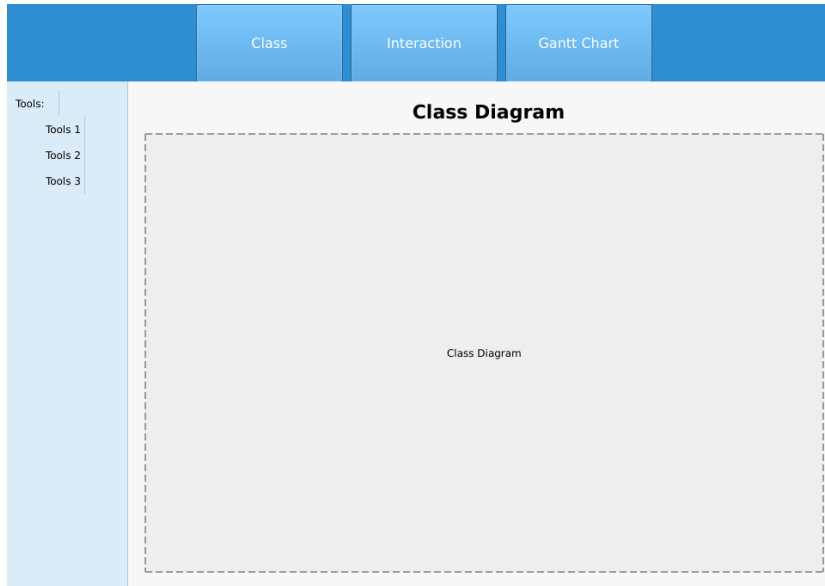 Class
Interaction
Gantt Chart
Tools:
Tools 1
Tools 2
Tools 3
Class Diagram
Class Diagram